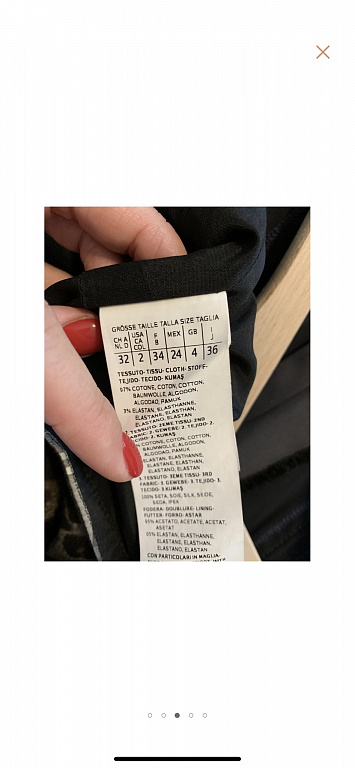 GRÖSSE TAILLE TALLA SIZE TAGLIA
CH A NL D USA CA COL F B MEX GB I J
32 2 34 24 4 36
TESSUTO-TISSU-CLOTH-STOFF-
TEJIDO-TECIDO-KUMAŞ
97% COTONE, COTON, COTTON,
BAUMWOLLE, ALGODON,
ALGODAO, PAMUK
3% ELASTAN, ELASTHANNE,
ELASTANE, ELASTHAN,
ELASTANO, ELASTAN
2. TESSUTO-2EME TISSU-2ND
FABRIC-2. GEWEBE-2. TEJIDO-
2. KUMAŞ
COTONE, COTON, COTTON,
BAUMWOLLE, ALGODON,
ALGODAO, PAMUK
ELASTAN, ELASTHANNE,
ELASTANE, ELASTHAN,
ELASTANO, ELASTAN
TESSUTO-3EME TISSU-3RD
FABRIC-3. GEWEBE-3. TEJIDO-3.
TECIDO-3. KUMAŞ
100% SETA, SOIE, SILK, SEIDE,
SEDA, IPEK
FODERA-DOUBLURE-LINING-
FUTTER-FORRO-ASTAR
95% ACETATO, ACETATE, ACETAT,
ASETAT
05% ELASTAN, ELASTHANNE,
ELASTANE, ELASTHAN,
ELASTANO, ELASTAN
CON PARTICOLARI IN MAGLIA-